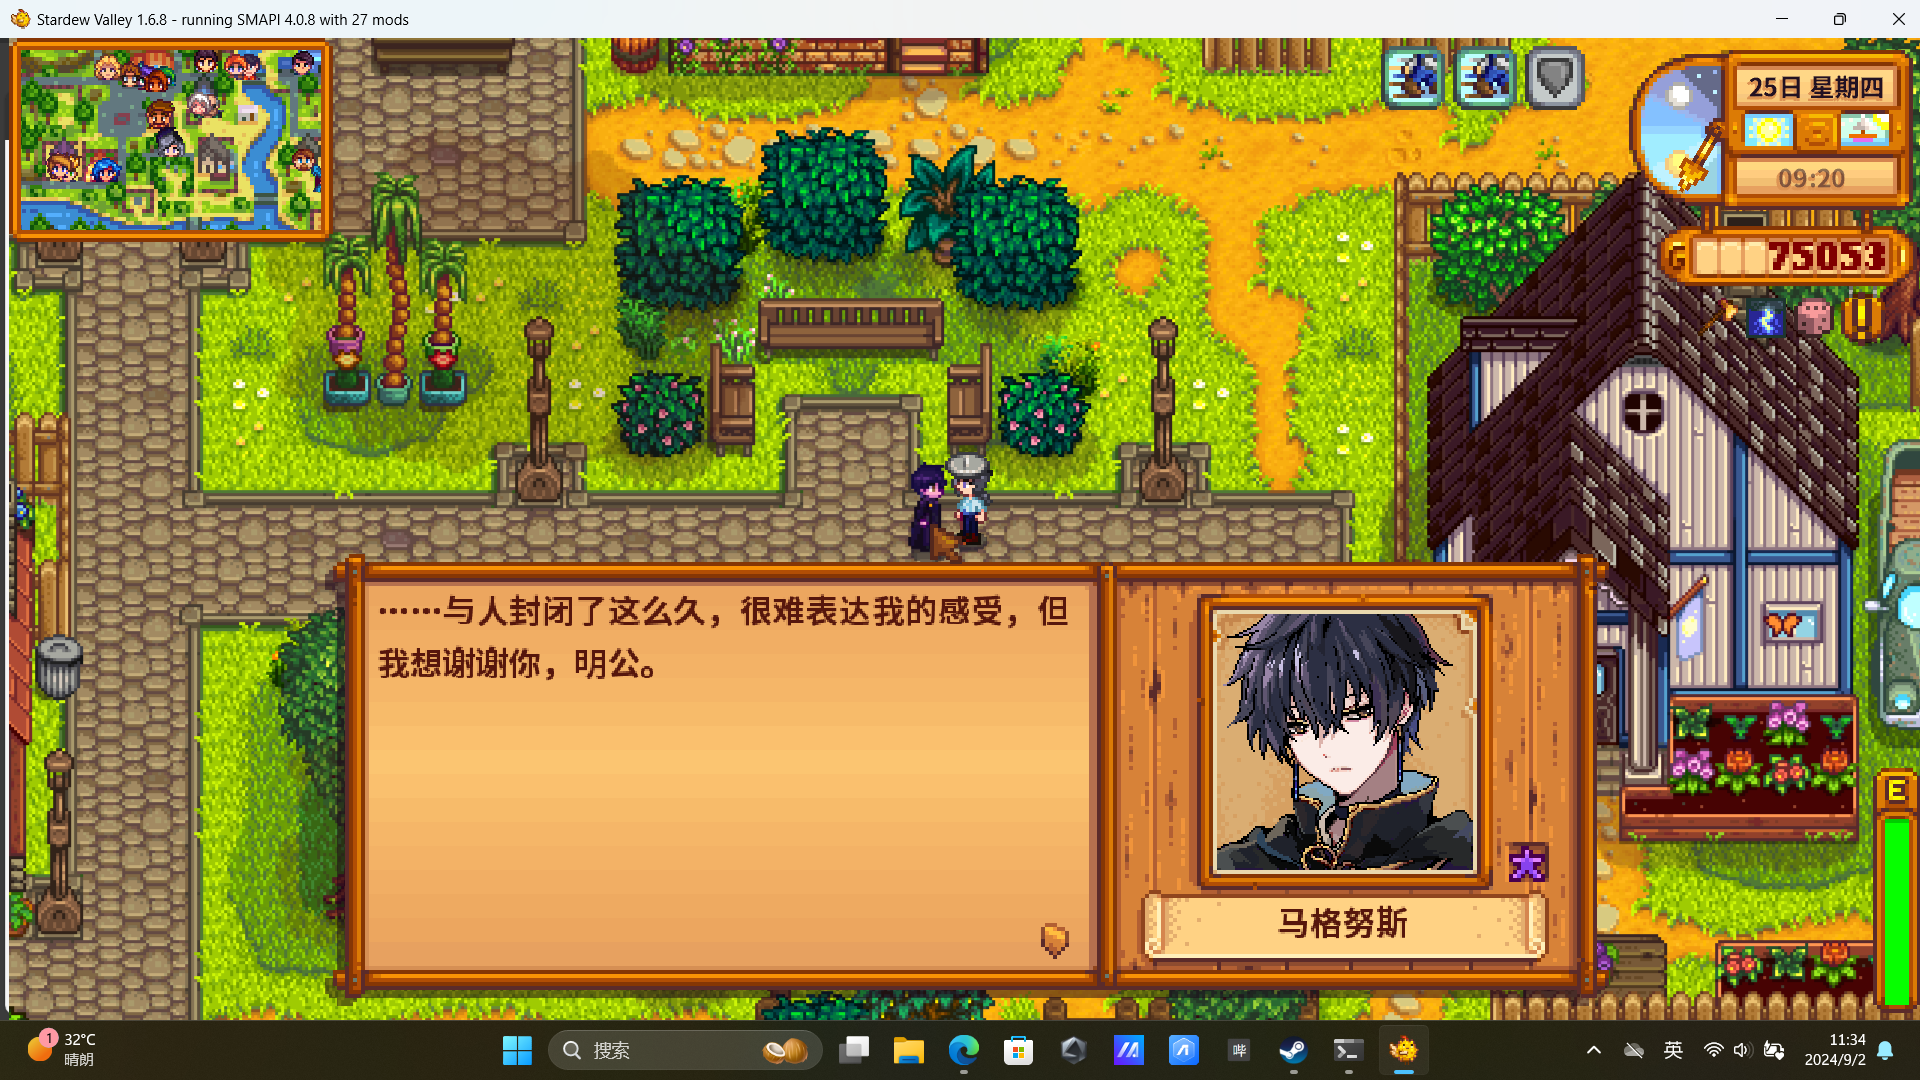 Stardew Valley 1.6.8 - running SMAPI 4.0.8 with 27 mods
25日 星期四
09:20
G
75053
……与人封闭了这么久，很难表达我的感受，但
我想谢谢你，明公。
马格努斯
E
1
32°C
晴朗
搜索
哔
英
11:34
2024/9/2